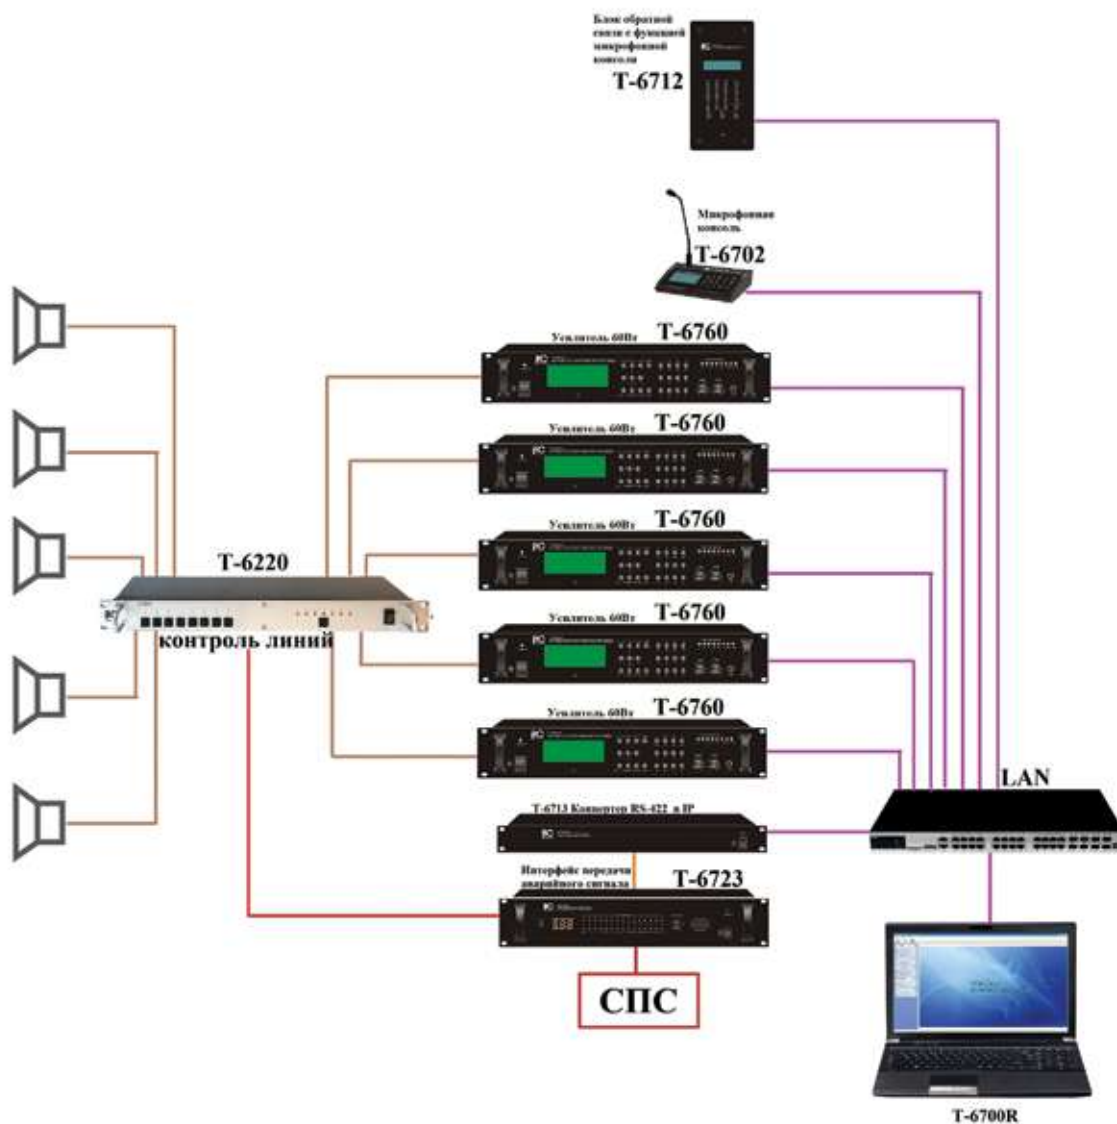 Блок обратной
связи с функцией
микрофонной
консоли
T-6712
Микрофонная
консоль
T-6702
Усилитель 60Вт T-6760
Усилитель 60Вт T-6760
Усилитель 60Вт T-6760
Усилитель 60Вт T-6760
Усилитель 60Вт T-6760
T-6220
контроль линий
LAN
T-6713 Конвертор RS-422 в IP
Интерфейс передачи
аварийного сигнала
T-6723
СПС
T-6700R